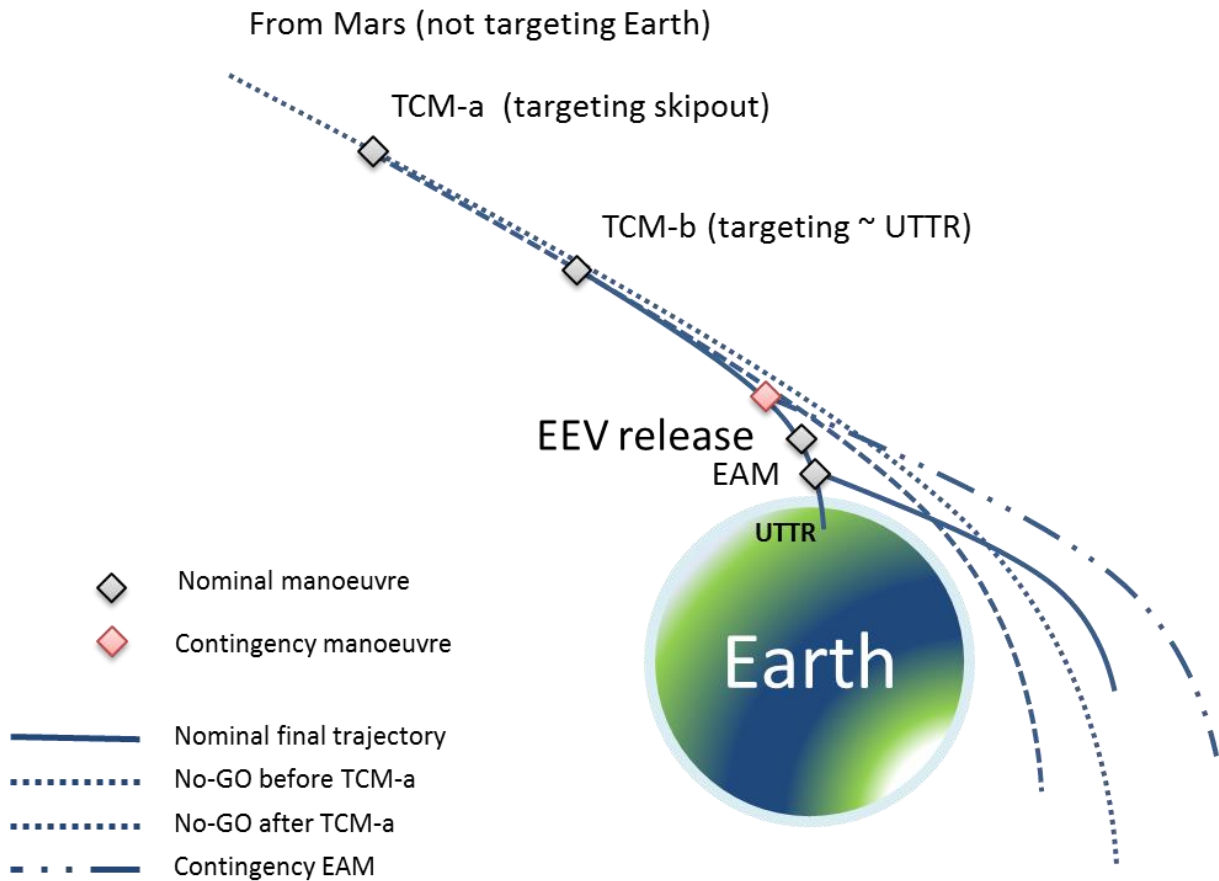 From Mars (not targeting Earth)
TCM-a (targeting skipout)
TCM-b (targeting ~ UTTR)
EEV release
EAM
UTTR
Nominal manoeuvre
Contingency manoeuvre
Earth
Nominal final trajectory
No-GO before TCM-a
No-GO after TCM-a
Contingency EAM